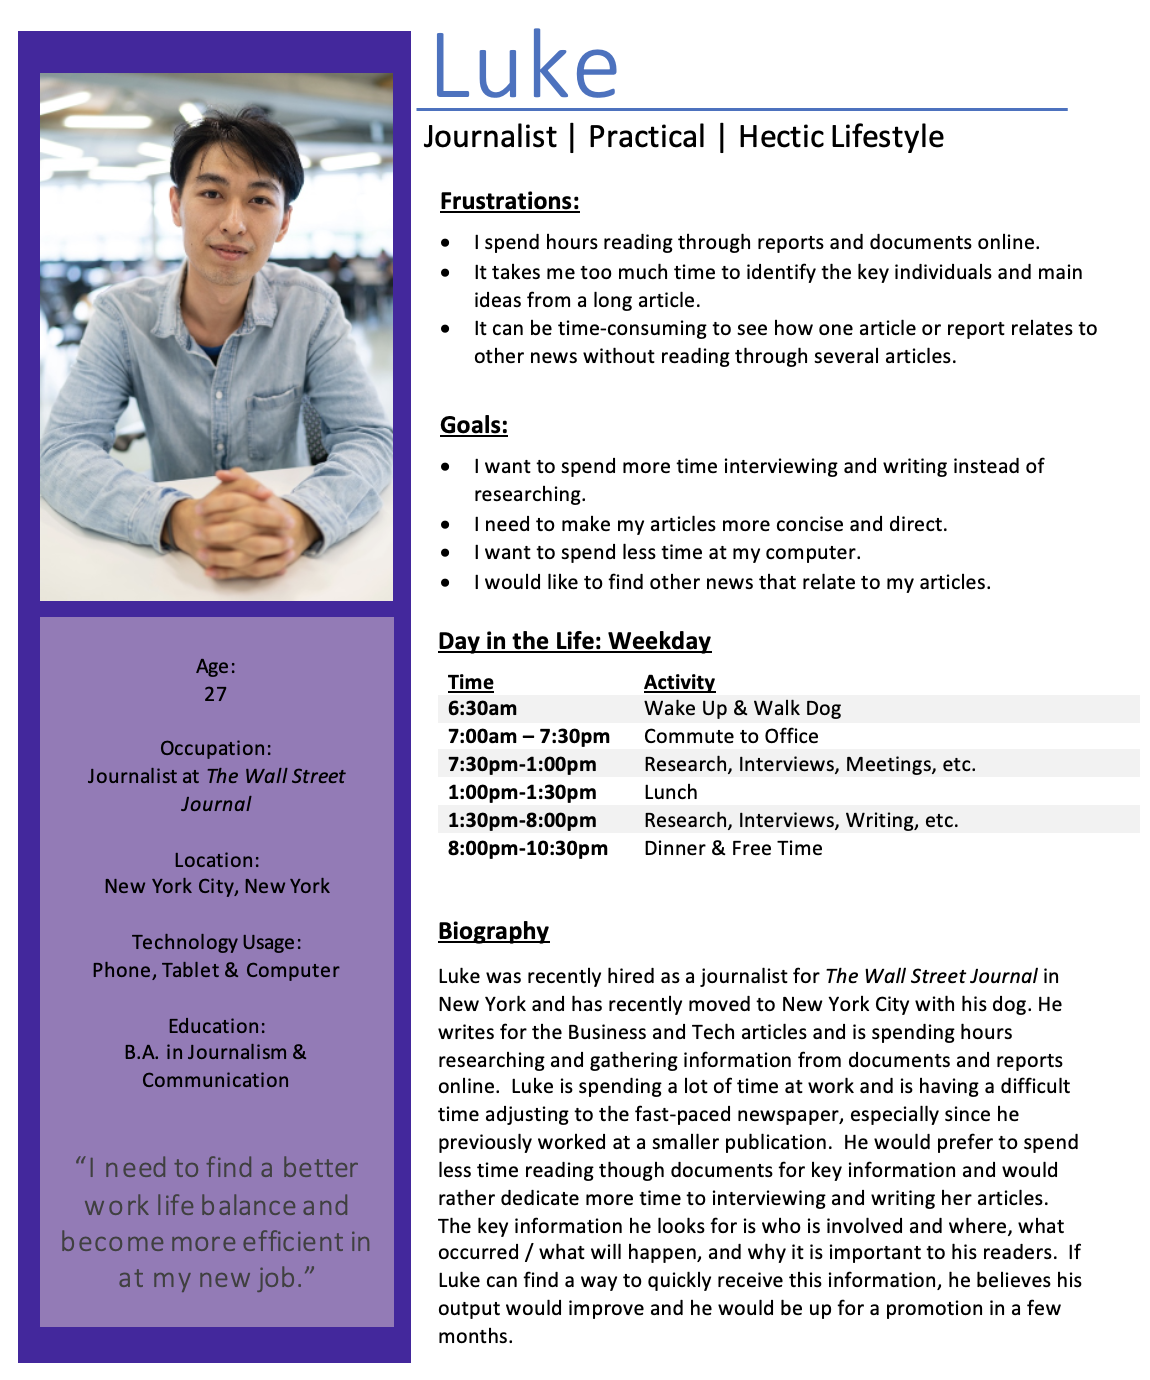 Luke
Journalist | Practical | Hectic Lifestyle
Frustrations:
• I spend hours reading through reports and documents online.
• It takes me too much time to identify the key individuals and main
ideas from a long article.
• It can be time-consuming to see how one article or report relates to
other news without reading through several articles.
Goals:
• I want to spend more time interviewing and writing instead of
researching.
• I need to make my articles more concise and direct.
• I want to spend less time at my computer.
• I would like to find other news that relate to my articles.
Day in the Life: Weekday
Time Activity
6:30am Wake Up & Walk Dog
7:00am – 7:30pm Commute to Office
7:30pm-1:00pm Research, Interviews, Meetings, etc.
1:00pm-1:30pm Lunch
1:30pm-8:00pm Research, Interviews, Writing, etc.
8:00pm-10:30pm Dinner & Free Time
Biography
Luke was recently hired as a journalist for The Wall Street Journal in
New York and has recently moved to New York City with his dog. He
writes for the Business and Tech articles and is spending hours
researching and gathering information from documents and reports
online.  Luke is spending a lot of time at work and is having a difficult
time adjusting to the fast-paced newspaper, especially since he
previously worked at a smaller publication.  He would prefer to spend
less time reading though documents for key information and would
rather dedicate more time to interviewing and writing her articles.
The key information he looks for is who is involved and where, what
occurred / what will happen, and why it is important to his readers.  If
Luke can find a way to quickly receive this information, he believes his
output would improve and he would be up for a promotion in a few
months.
Age:
27
Occupation:
Journalist at The Wall Street
Journal
Location:
New York City, New York
Technology Usage:
Phone, Tablet & Computer
Education:
B.A. in Journalism &
Communication
“I need to find a better
work life balance and
become more efficient in
at my new job.”